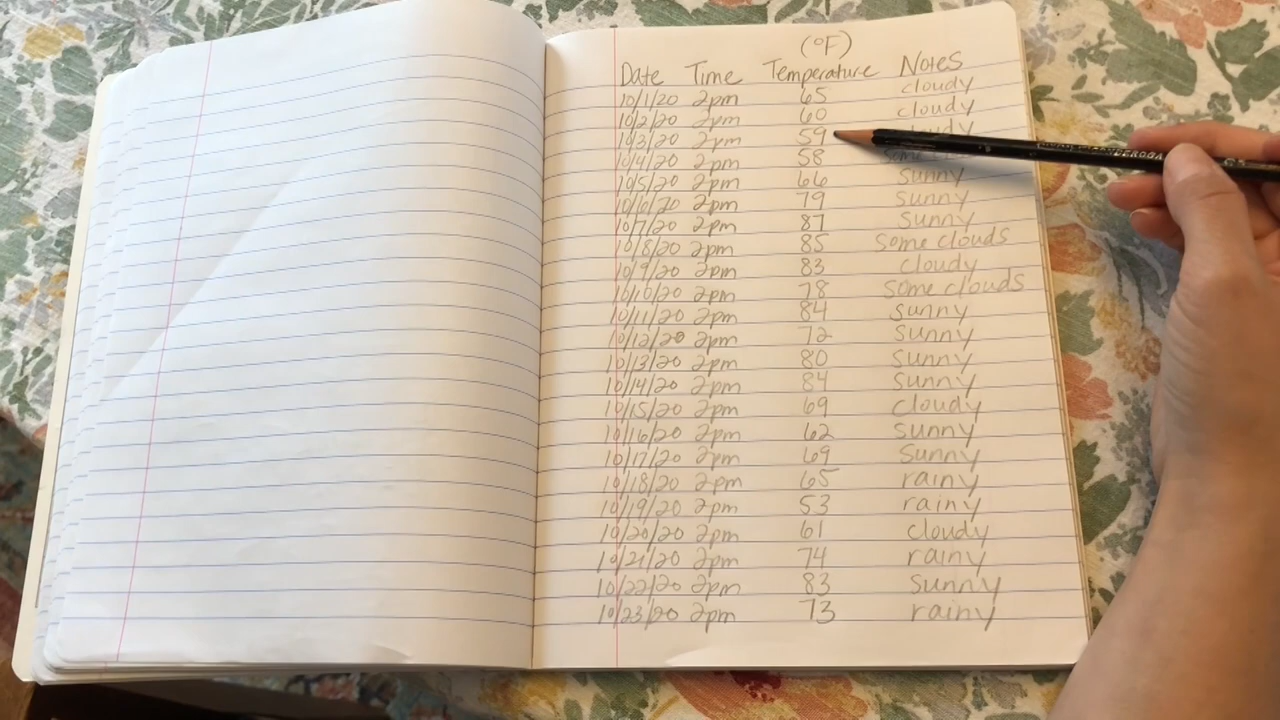 (°F)
Date Time Temperature Notes
10/1/20 2pm 65 cloudy
10/2/20 2pm 60 cloudy
10/3/20 2pm 59 cloudy
10/4/20 2pm 58 some
10/5/20 2pm 66 sunny
10/6/20 2pm 79 sunny
10/7/20 2pm 87 sunny
10/8/20 2pm 85 some clouds
10/9/20 2pm 83 cloudy
10/10/20 2pm 78 some clouds
10/11/20 2pm 84 sunny
10/12/20 2pm 72 sunny
10/13/20 2pm 80 sunny
10/14/20 2pm 84 sunny
10/15/20 2pm 69 cloudy
10/16/20 2pm 62 sunny
10/17/20 2pm 69 sunny
10/18/20 2pm 65 rainy
10/19/20 2pm 53 rainy
10/20/20 2pm 61 cloudy
10/21/20 2pm 74 rainy
10/22/20 2pm 83 sunny
10/23/20 2pm 73 rainy